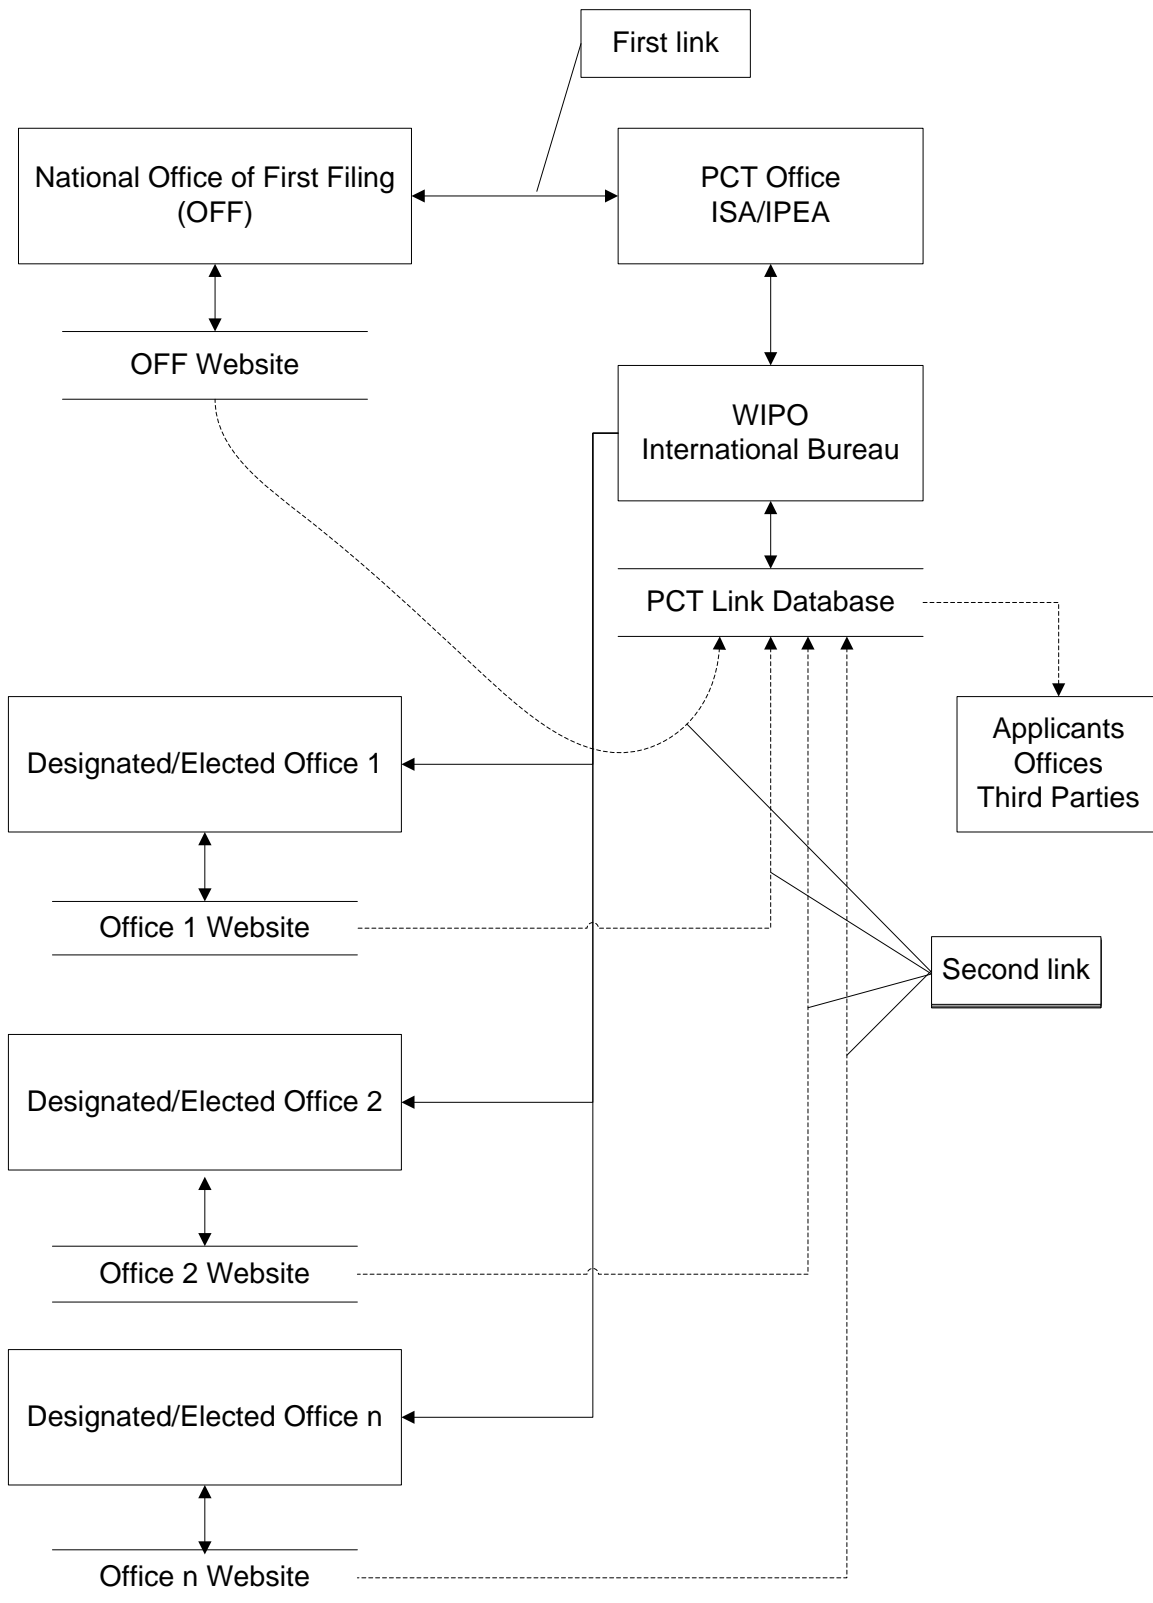 First link
National Office of First Filing
(OFF)
PCT Office
ISA/IPEA
OFF Website
WIPO
International Bureau
PCT Link Database
Designated/Elected Office 1
Applicants
Offices
Third Parties
Office 1 Website
Second link
Designated/Elected Office 2
Office 2 Website
Designated/Elected Office n
Office n Website